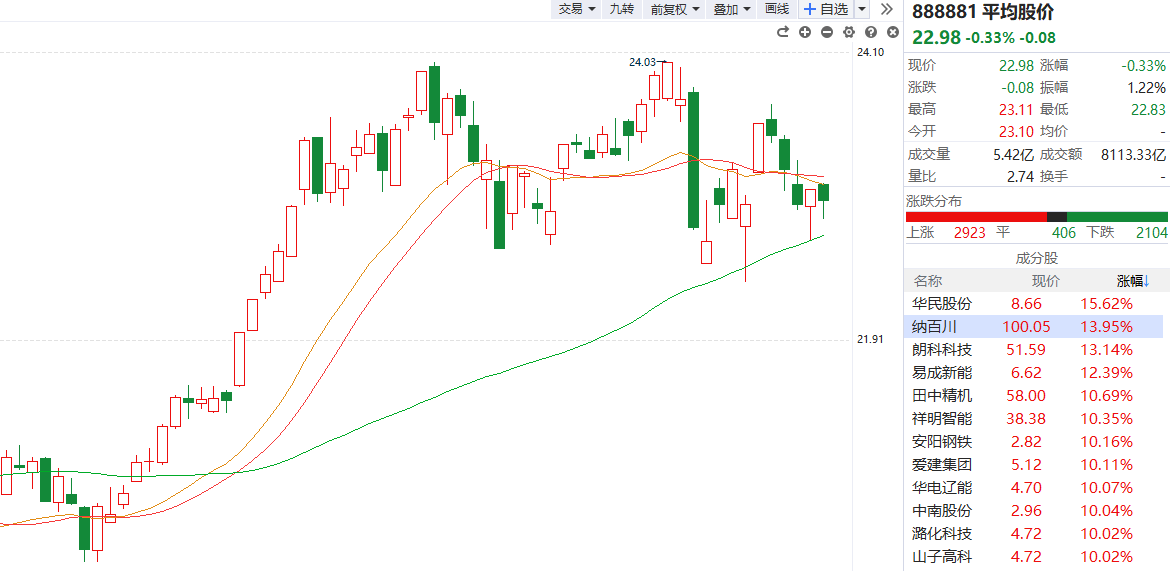 交易 九转 前复权 叠加 画线 +自选
24.10
24.03
21.91
888881 平均股价
22.98 -0.33% -0.08
现价 22.98 涨幅 -0.33%
涨跌 -0.08 振幅 1.22%
最高 23.11 最低 22.83
今开 23.10 均价 -
成交量 5.42亿 成交额 8113.33亿
量比 2.74 换手 -
涨跌分布
上涨 2923 平 406 下跌 2104
成分股
名称 现价 涨幅↓
华民股份 8.66 15.62%
纳百川 100.05 13.95%
朗科科技 51.59 13.14%
易成新能 6.62 12.39%
田中精机 58.00 10.69%
祥明智能 38.38 10.35%
安阳钢铁 2.82 10.16%
爱建集团 5.12 10.11%
华电辽能 4.70 10.07%
中南股份 2.96 10.04%
潞化科技 4.72 10.02%
山子高科 4.72 10.02%